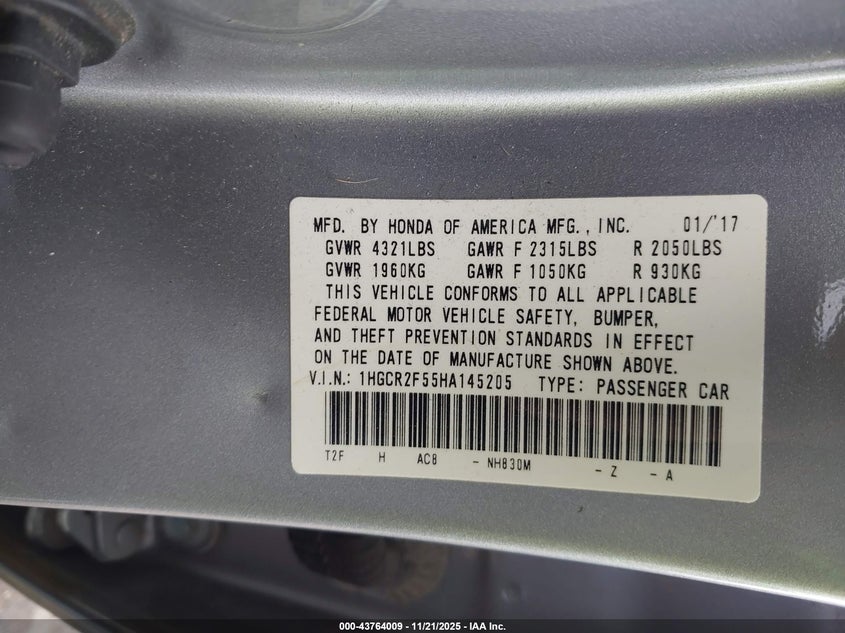 MFD. BY HONDA OF AMERICA MFG., INC. 01/'17
GVWR 4321LBS GAWR F 2315LBS R 2050LBS
GVWR 1960KG GAWR F 1050KG R 930KG
THIS VEHICLE CONFORMS TO ALL APPLICABLE
FEDERAL MOTOR VEHICLE SAFETY, BUMPER,
AND THEFT PREVENTION STANDARDS IN EFFECT
ON THE DATE OF MANUFACTURE SHOWN ABOVE.
V.I.N.: 1HGCR2F55HA145205 TYPE: PASSENGER CAR
T2F H AC8 - NH830M - Z - A
000-43764009 - 11/21/2025 - IAA Inc.